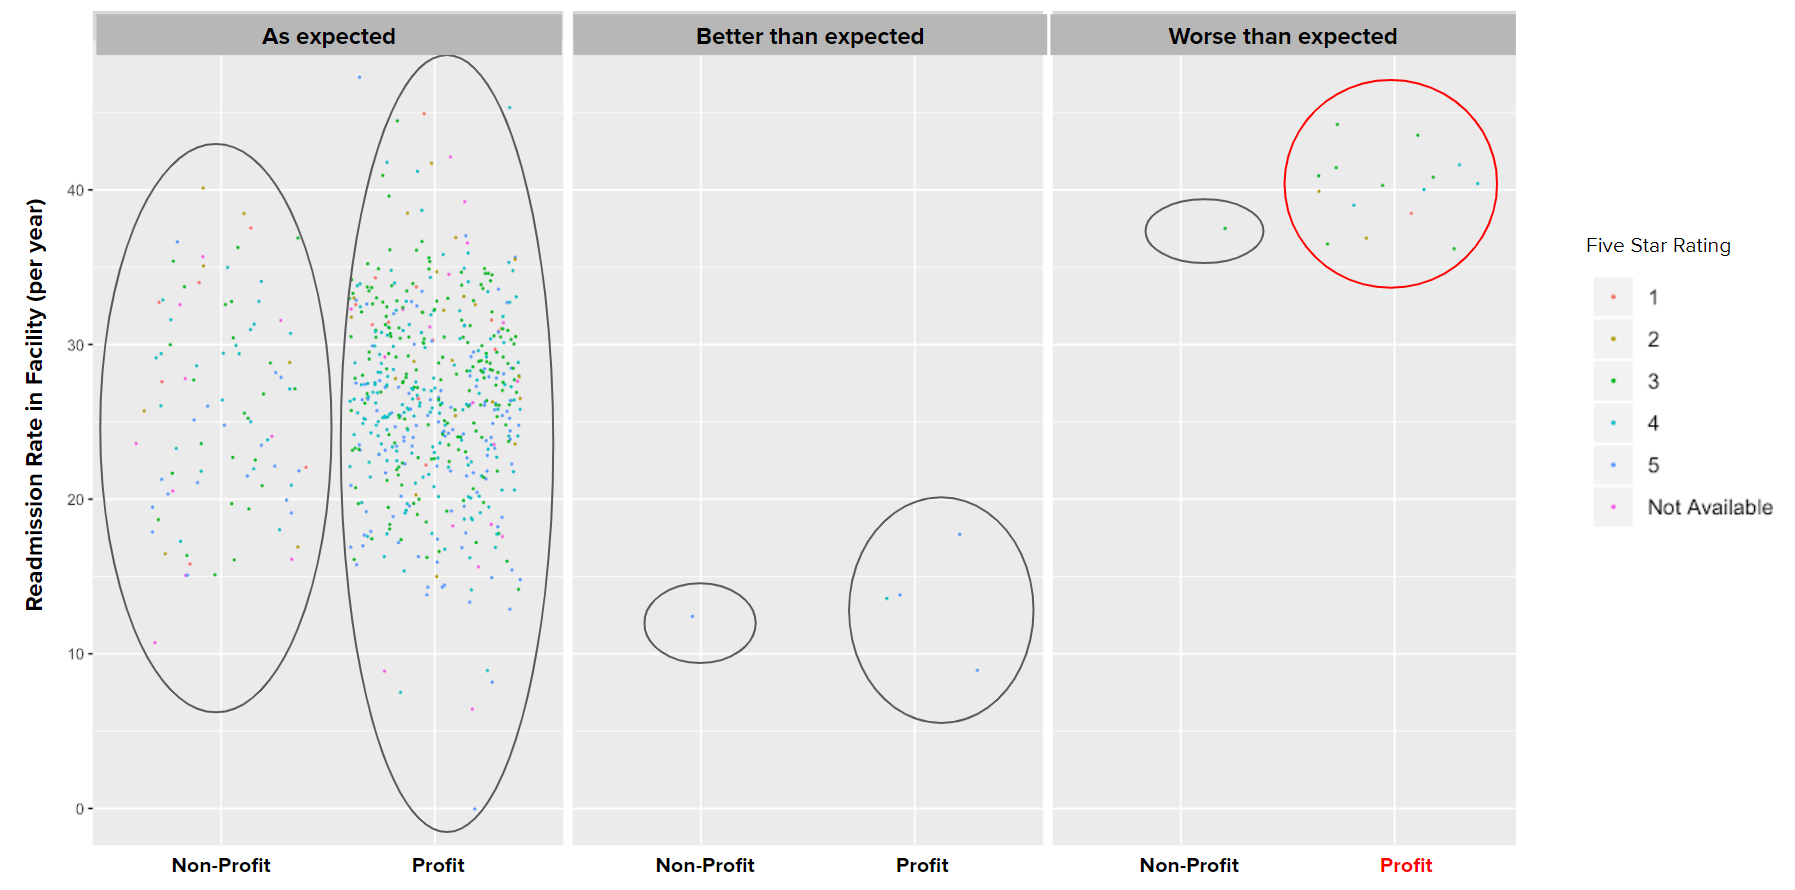 As expected
Better than expected
Worse than expected
Readmission Rate in Facility (per year)
40
30
20
10
0
Non-Profit
Profit
Non-Profit
Profit
Non-Profit
Profit
Five Star Rating
1
2
3
4
5
Not Available